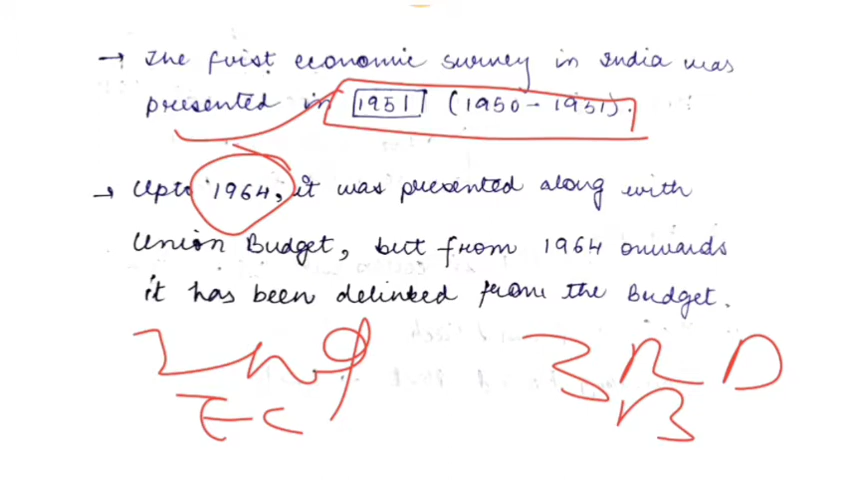 → The first economic survey in India was
presented in 1951 (1950-1951).
→ Upto 1964, it was presented along with
Union Budget, but from 1964 onwards
it has been delinked from the Budget.
3RD
EC
B